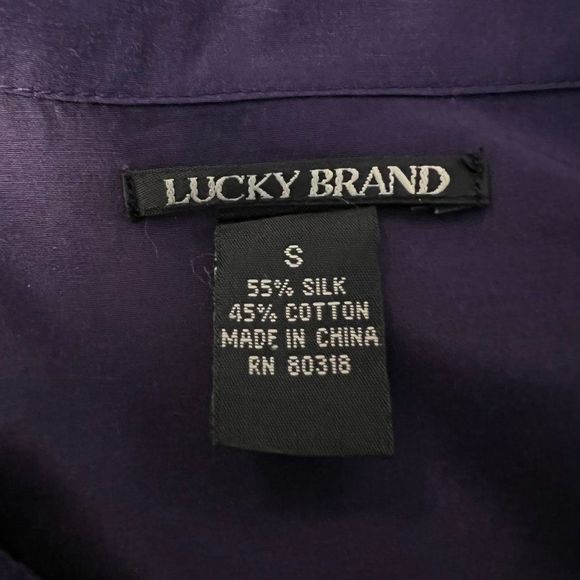 LUCKY BRAND
S
55% SILK
45% COTTON
MADE IN CHINA
RN 80318